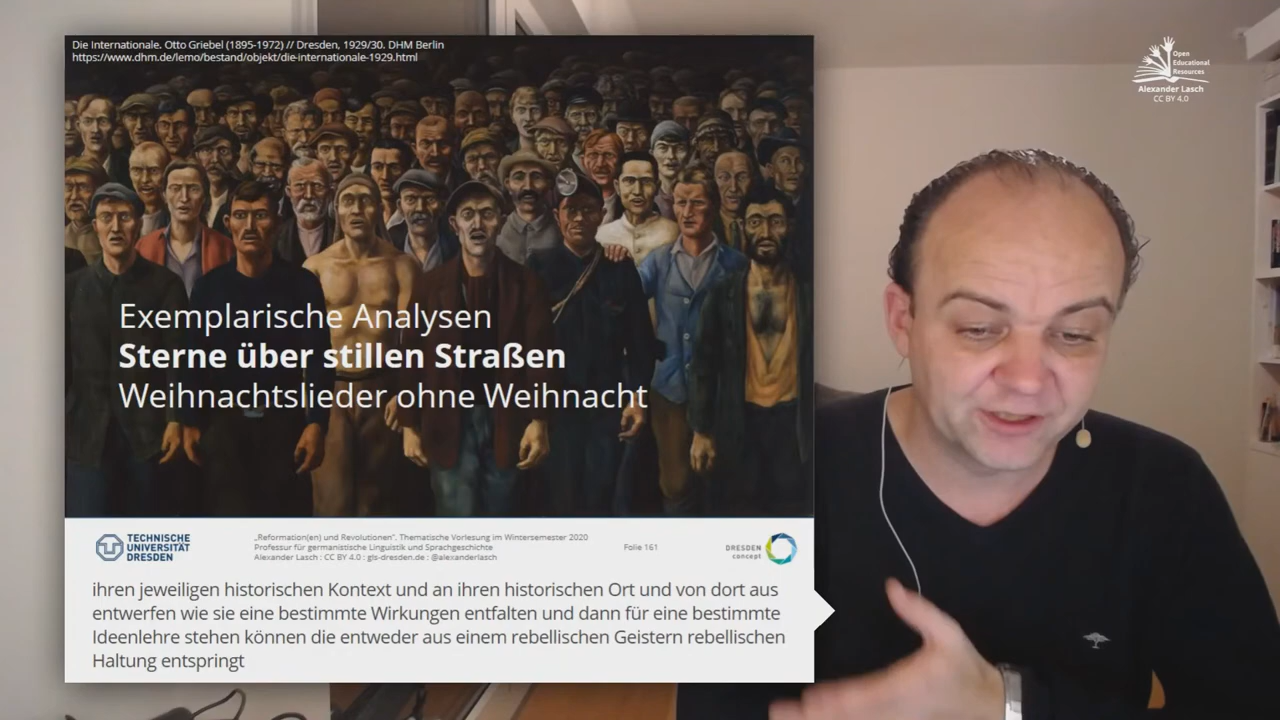 Die Internationale. Otto Griebel (1895-1972) // Dresden, 1929/30. DHM Berlin
https://www.dhm.de/lemo/bestand/objekt/die-internationale-1929.html
Open
Educational
Resources
Alexander Lasch
CC BY 4.0
Exemplarische Analysen
Sterne über stillen Straßen
Weihnachtslieder ohne Weihnacht
TECHNISCHE
UNIVERSITÄT
DRESDEN
„Reformation(en) und Revolutionen". Thematische Vorlesung im Wintersemester 2020
Professur für germanistische Linguistik und Sprachgeschichte
Alexander Lasch : CC BY 4.0 : gls-dresden.de : @alexanderlasch
Folie 161
DRESDEN
concept
ihren jeweiligen historischen Kontext und an ihren historischen Ort und von dort aus
entwerfen wie sie eine bestimmte Wirkungen entfalten und dann für eine bestimmte
Ideenlehre stehen können die entweder aus einem rebellischen Geistern rebellischen
Haltung entspringt